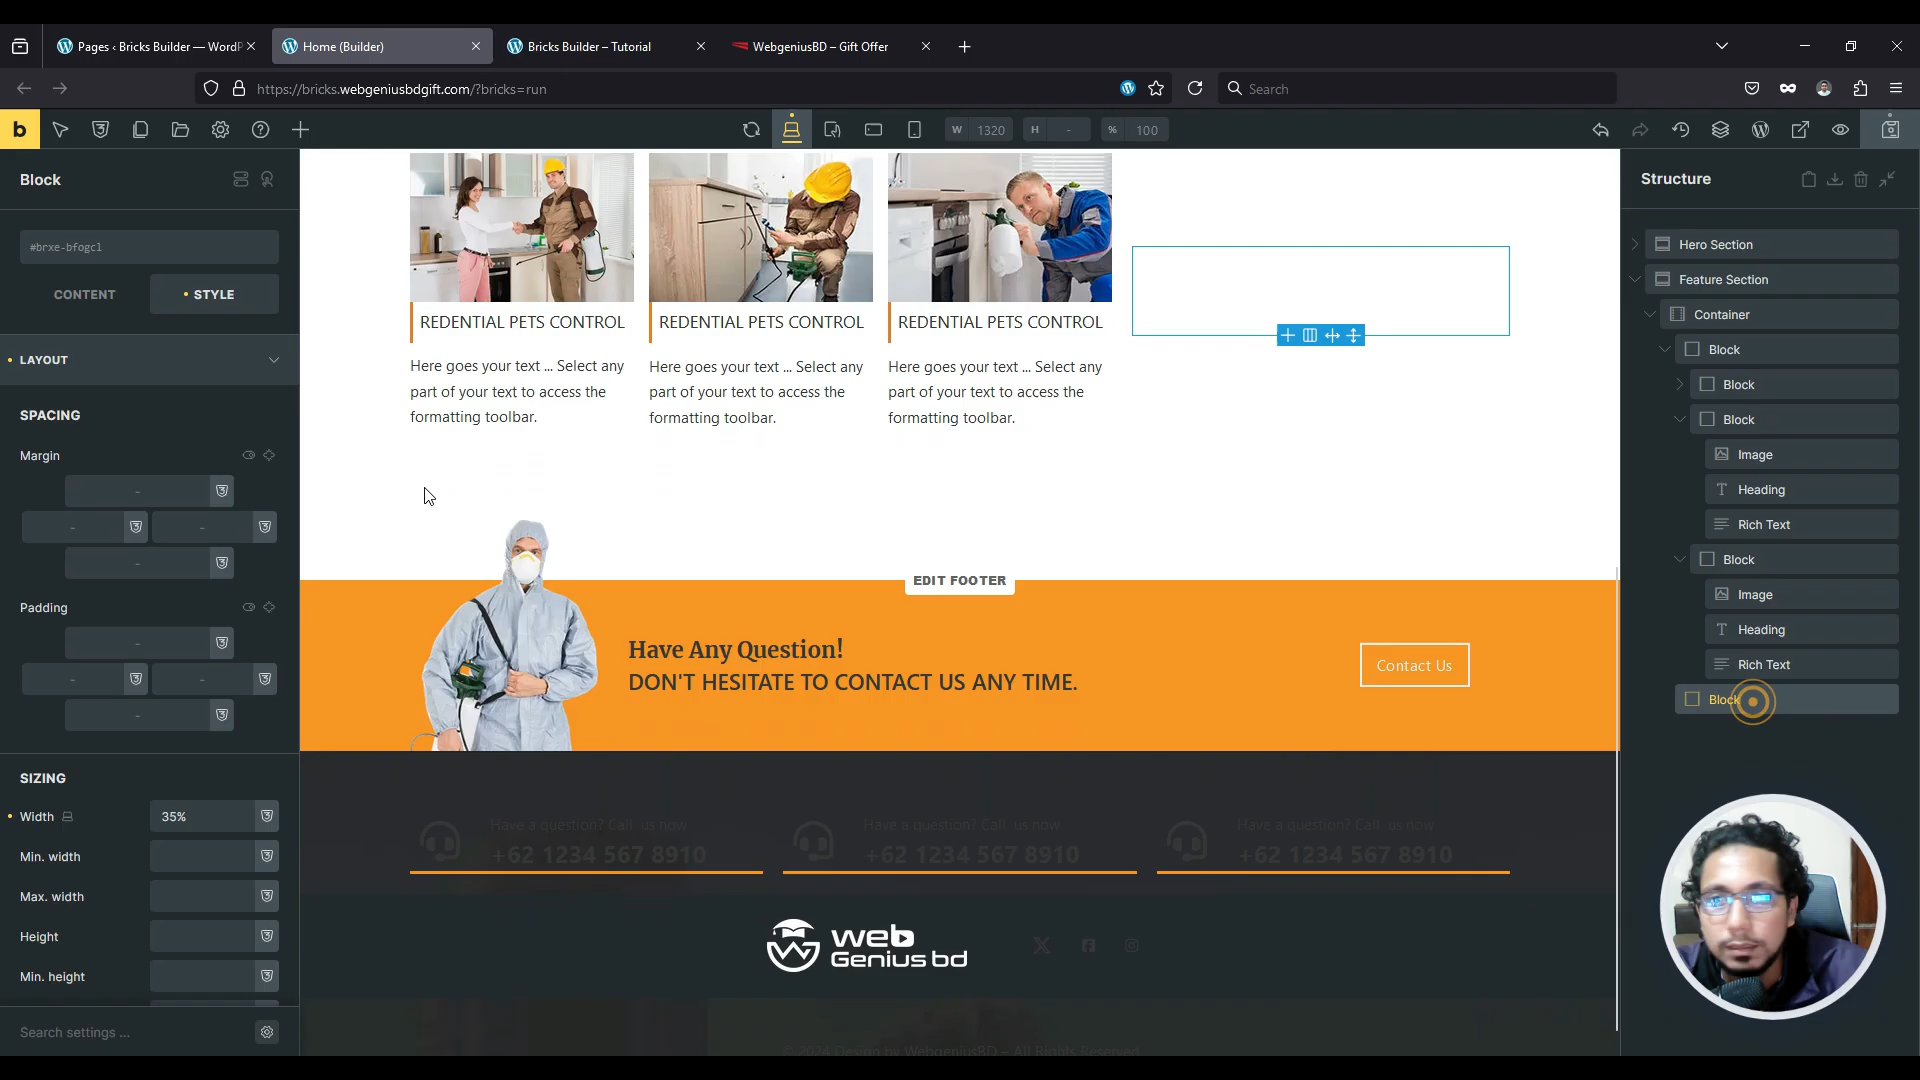 Pages ‹ Bricks Builder — WordP
Home (Builder)
Bricks Builder – Tutorial
WebgeniusBD – Gift Offer
https://bricks.webgeniusbdgift.com/?bricks=run
Search
b
W 1320
H -
% 100
Block
#brxe-bfogcl
CONTENT
STYLE
LAYOUT
SPACING
Margin
-
- -
-
Padding
-
- -
-
SIZING
Width 35%
Min. width
Max. width
Height
Min. height
Search settings ...
REDENTIAL PETS CONTROL
Here goes your text ... Select any
part of your text to access the
formatting toolbar.
REDENTIAL PETS CONTROL
Here goes your text ... Select any
part of your text to access the
formatting toolbar.
REDENTIAL PETS CONTROL
Here goes your text ... Select any
part of your text to access the
formatting toolbar.
EDIT FOOTER
Have Any Question!
DON'T HESITATE TO CONTACT US ANY TIME.
Contact Us
Have a question? Call us now
+62 1234 567 8910
Have a question? Call us now
+62 1234 567 8910
Have a question? Call us now
+62 1234 567 8910
web
Genius bd
© 2024 Design by WebgeniusBD – All Rights Reserved
Structure
Hero Section
Feature Section
Container
Block
Block
Block
Image
Heading
Rich Text
Block
Image
Heading
Rich Text
Block